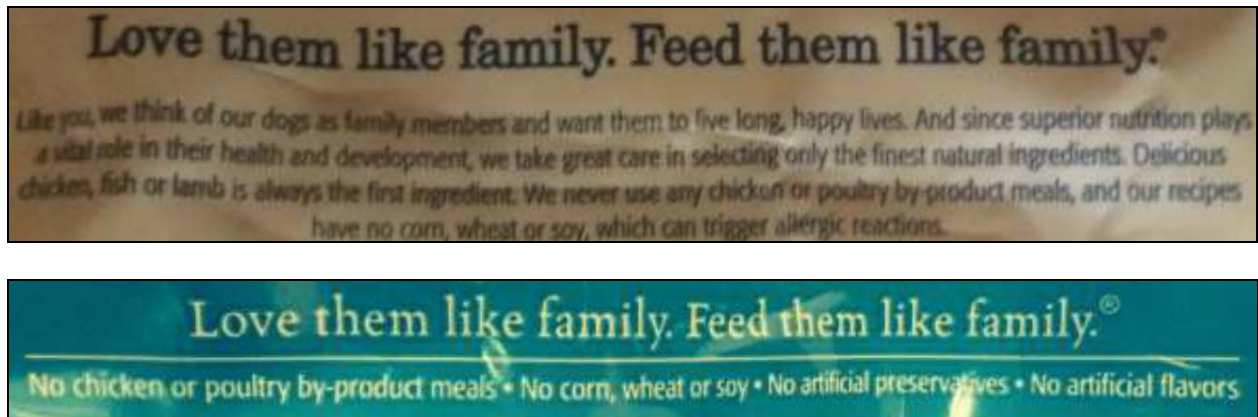 Love them like family. Feed them like family.®
Like you, we think of our dogs as family members and want them to live long, happy lives. And since superior nutrition plays
a vital role in their health and development, we take great care in selecting only the finest natural ingredients. Delicious
chicken, fish or lamb is always the first ingredient. We never use any chicken or poultry by-product meals, and our recipes
have no corn, wheat or soy, which can trigger allergic reactions.
Love them like family. Feed them like family.®
No chicken or poultry by-product meals • No corn, wheat or soy • No artificial preservatives • No artificial flavors